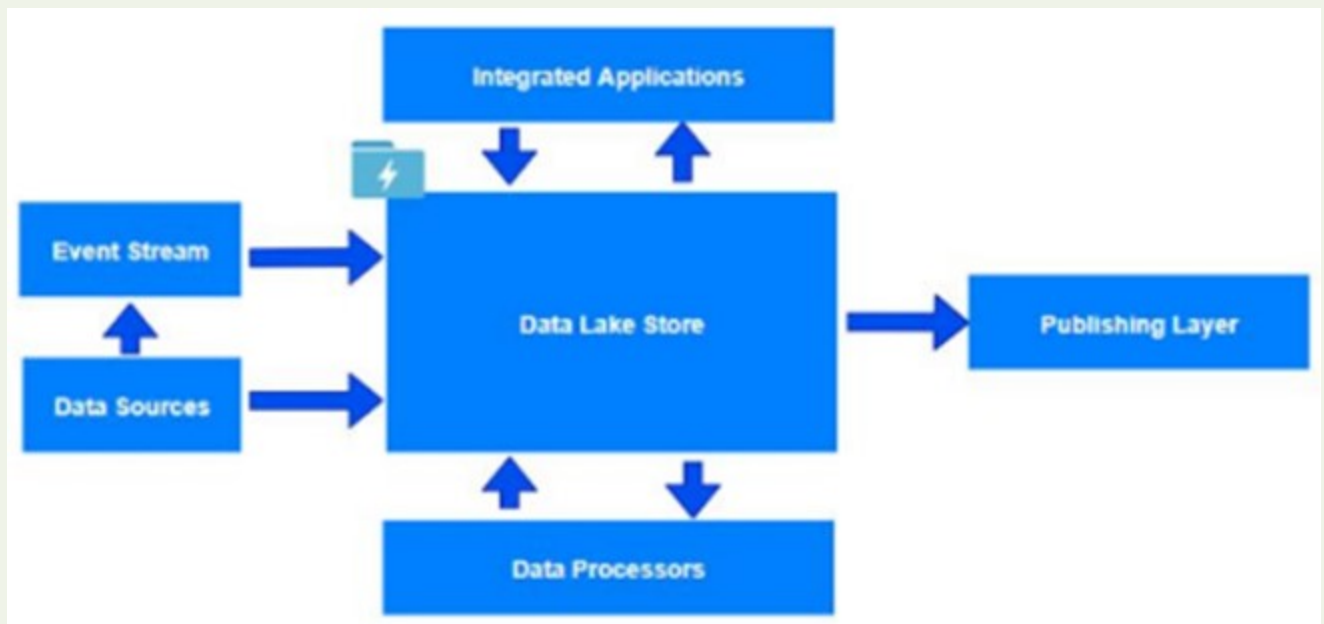 Integrated Applications
Event Stream
Data Lake Store
Publishing Layer
Data Sources
Data Processors